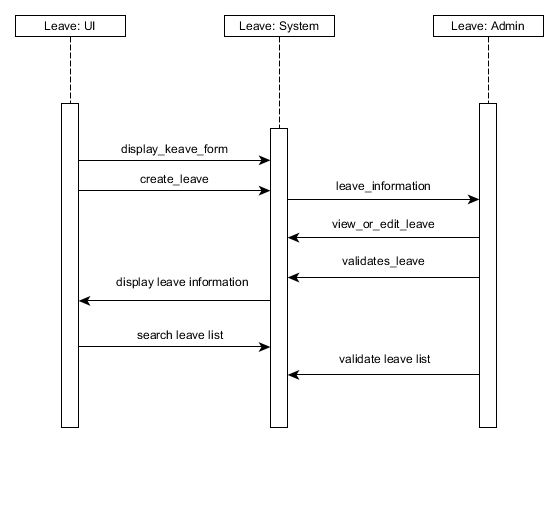 Leave: UI
Leave: System
Leave: Admin
display_keave_form
create_leave
leave_information
view_or_edit_leave
validates_leave
display leave information
search leave list
validate leave list